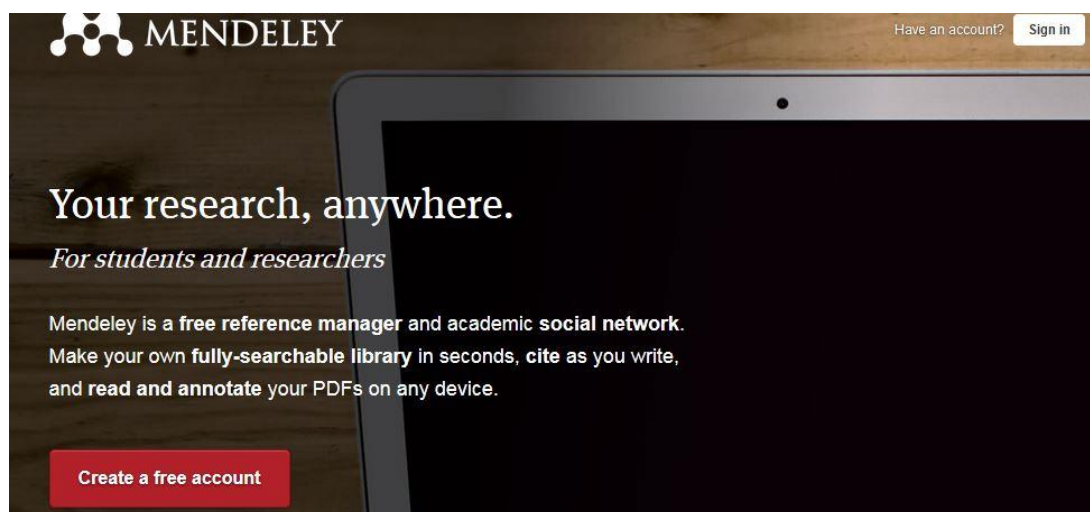 MENDELEY
Have an account? Sign in
Your research, anywhere.
For students and researchers
Mendeley is a free reference manager and academic social network.
Make your own fully-searchable library in seconds, cite as you write,
and read and annotate your PDFs on any device.
Create a free account